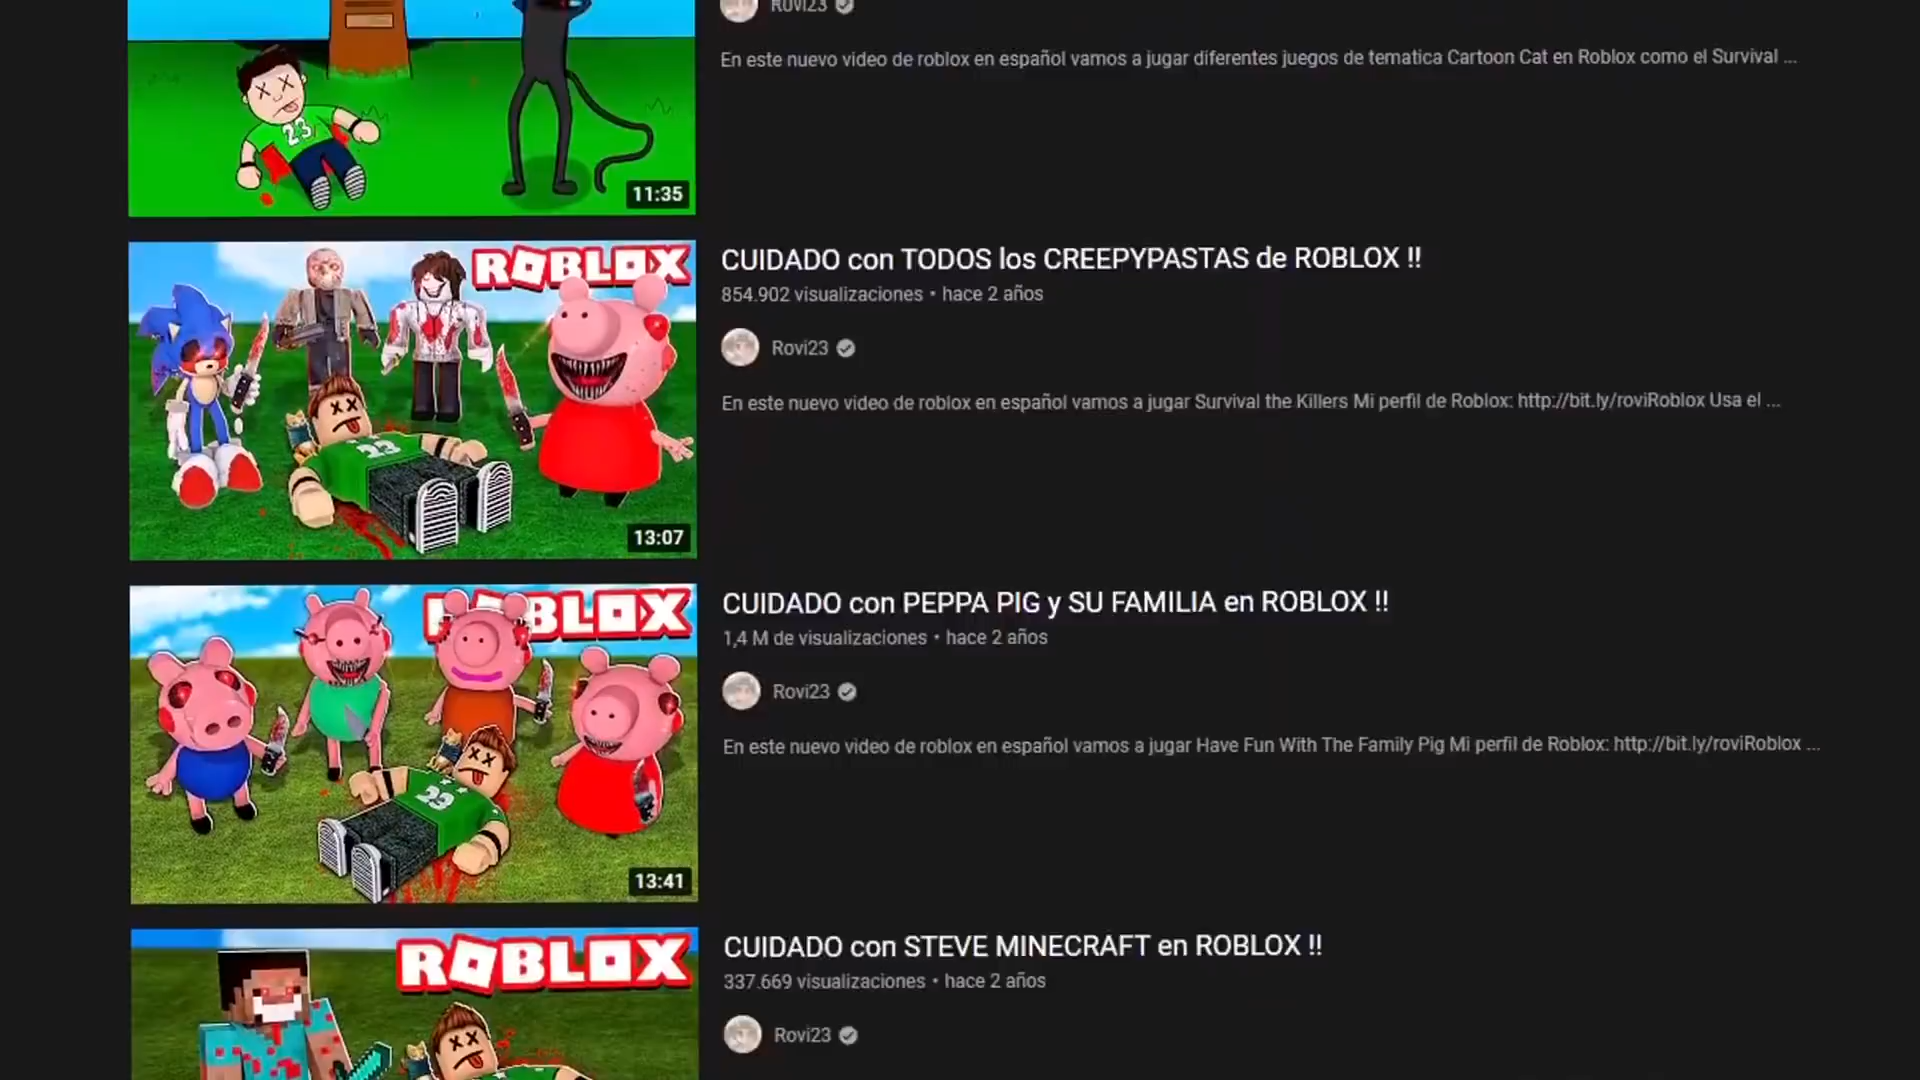 Rovi23
En este nuevo video de roblox en español vamos a jugar diferentes juegos de tematica Cartoon Cat en Roblox como el Survival ...
23
11:35
ROBLOX
CUIDADO con TODOS los CREEPYPASTAS de ROBLOX !!
854.902 visualizaciones • hace 2 años
Rovi23
En este nuevo video de roblox en español vamos a jugar Survival the Killers Mi perfil de Roblox: http://bit.ly/roviRoblox Usa el ...
23
13:07
ROBLOX
CUIDADO con PEPPA PIG y SU FAMILIA en ROBLOX !!
1,4 M de visualizaciones • hace 2 años
Rovi23
En este nuevo video de roblox en español vamos a jugar Have Fun With The Family Pig Mi perfil de Roblox: http://bit.ly/roviRoblox ...
23
13:41
ROBLOX
CUIDADO con STEVE MINECRAFT en ROBLOX !!
337.669 visualizaciones • hace 2 años
Rovi23